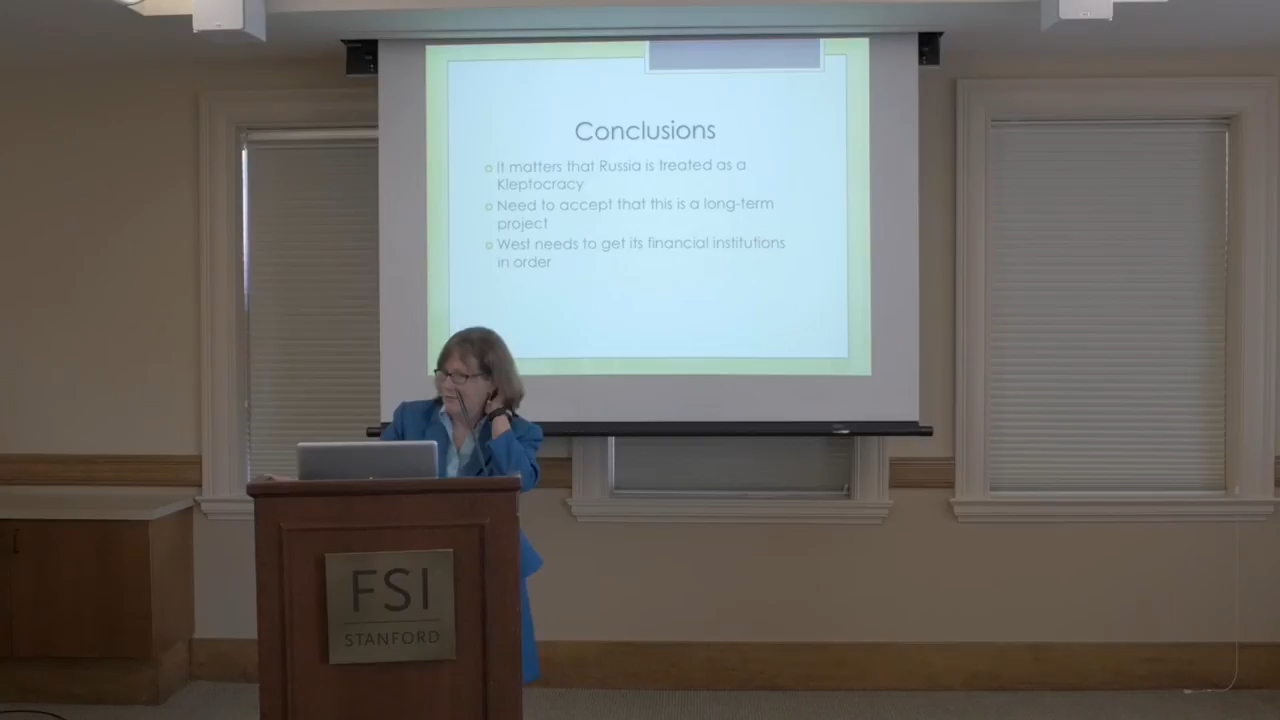 Conclusions
It matters that Russia is treated as a
Kleptocracy
Need to accept that this is a long-term
project
West needs to get its financial institutions
in order
FSI
STANFORD